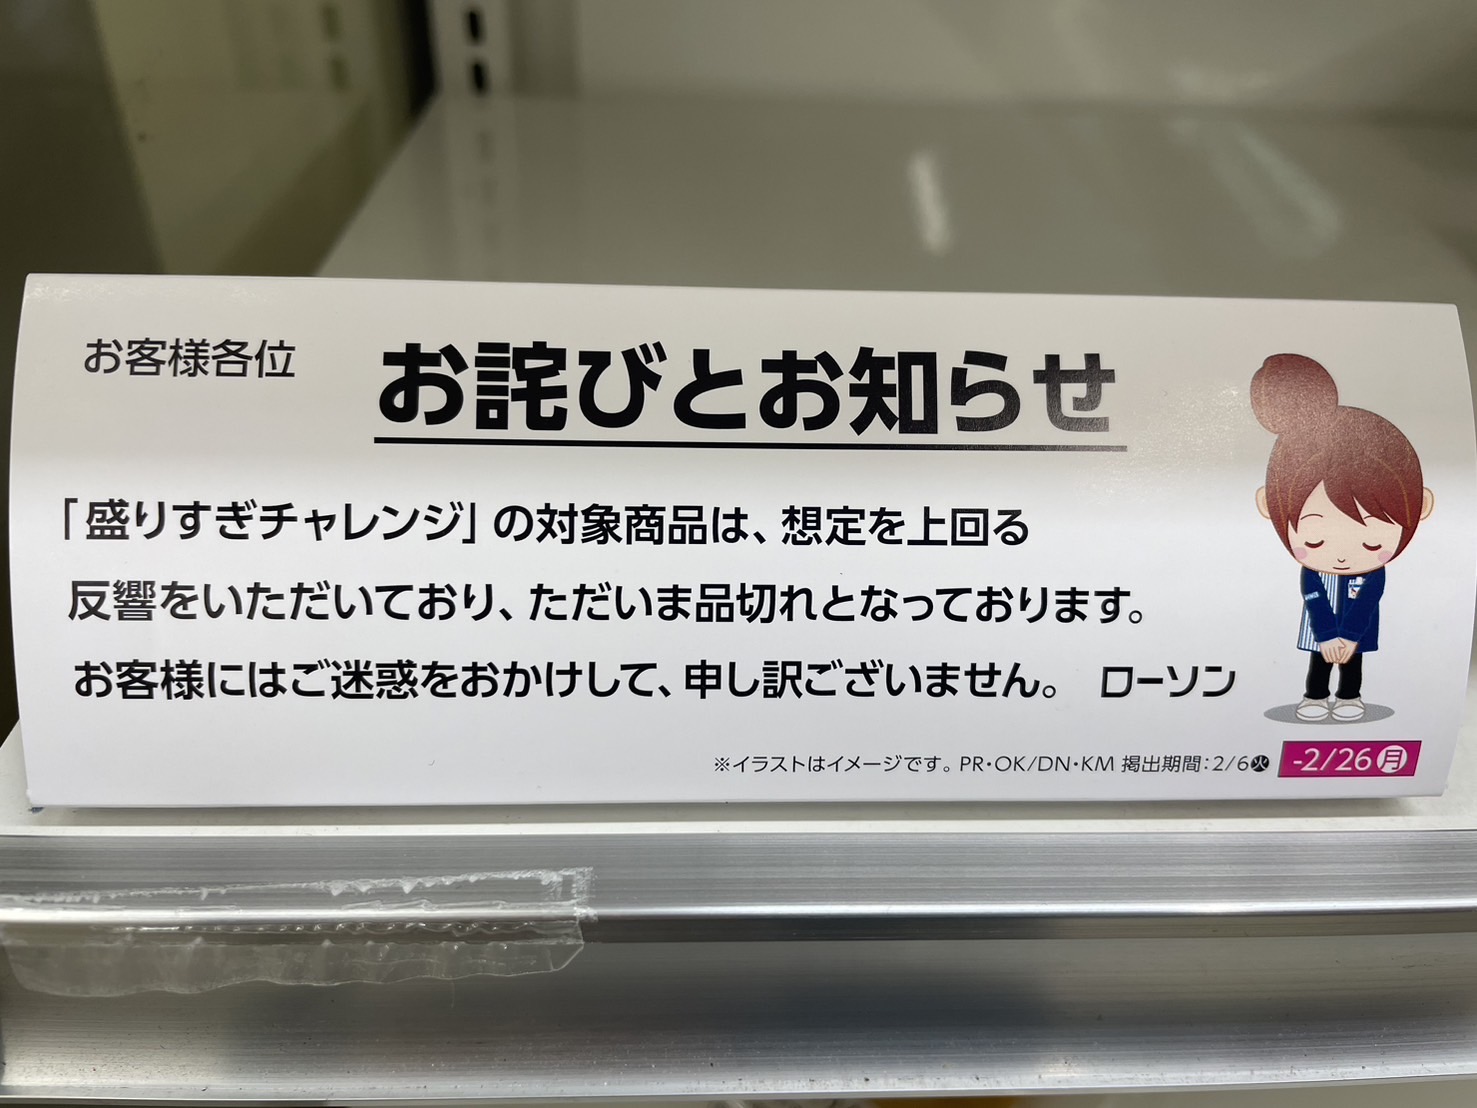 お客様各位
お詫びとお知らせ
「盛りすぎチャレンジ」の対象商品は、想定を上回る
反響をいただいており、ただいま品切れとなっております。
お客様にはご迷惑をおかけして、申し訳ございません。 ローソン
※イラストはイメージです。PR・OK/DN・KM 掲出期間：2/6火 -2/26月